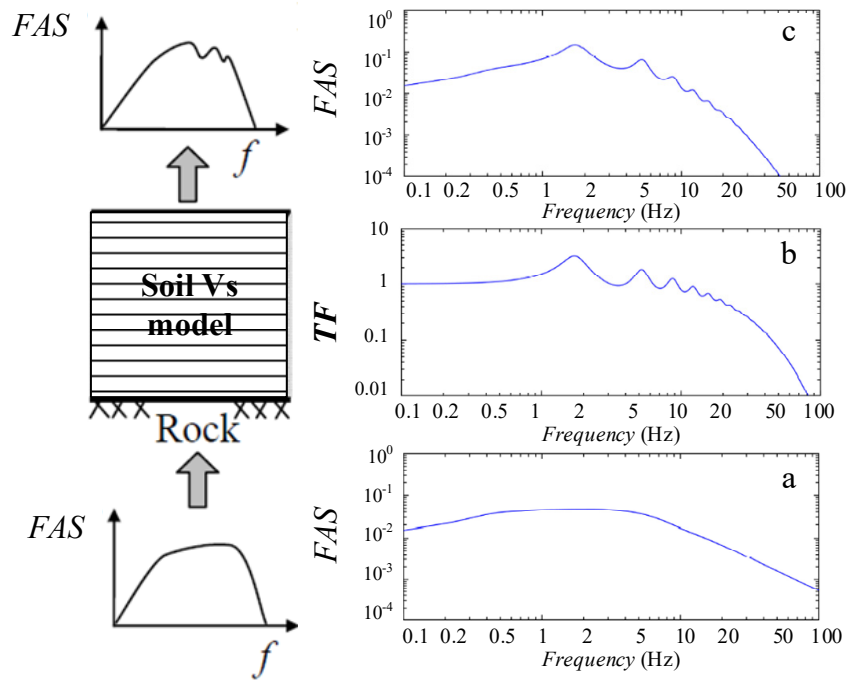 FAS
f
Soil Vs
model
Rock
FAS
f
c
FAS
10^0
10^-1
10^-2
10^-3
10^-4
0.1 0.2 0.5 1 2 5 10 20 50 100
Frequency (Hz)
b
TF
10
1
0.1
0.01
0.1 0.2 0.5 1 2 5 10 20 50 100
Frequency (Hz)
a
FAS
10^0
10^-1
10^-2
10^-3
10^-4
0.1 0.2 0.5 1 2 5 10 20 50 100
Frequency (Hz)